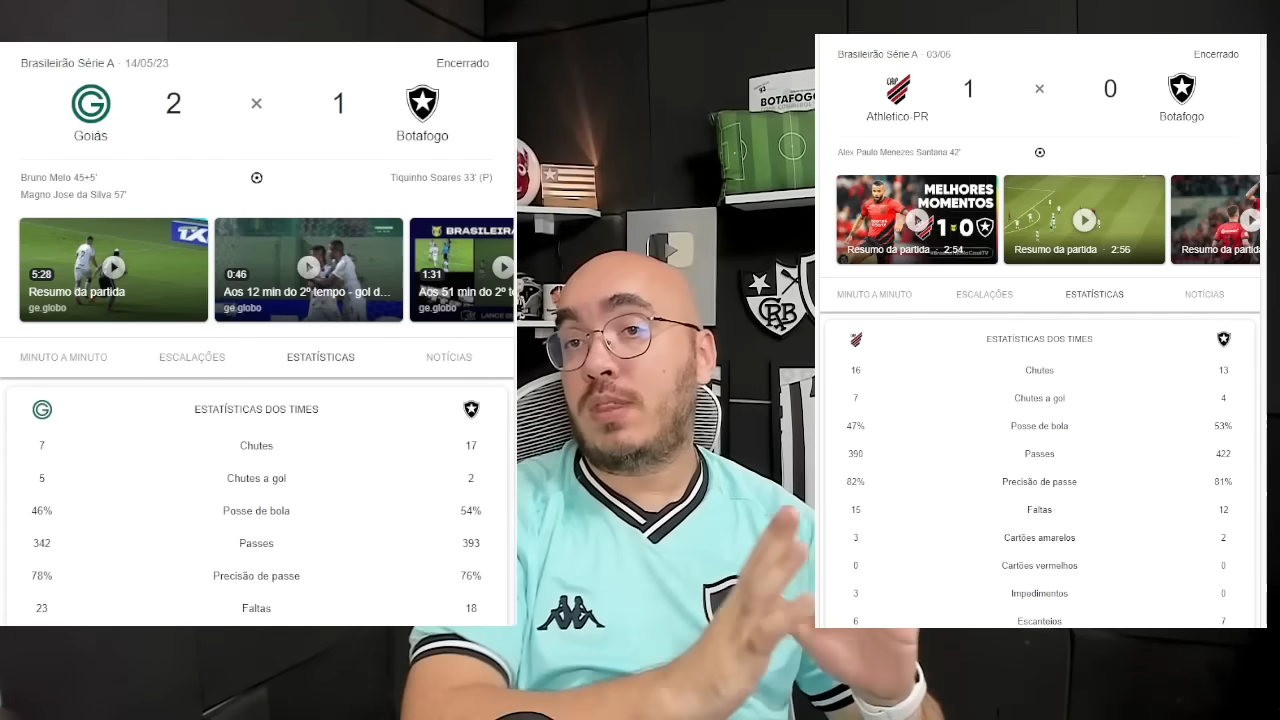 Brasileirão Série A · 14/05/23
Encerrado
2 × 1
Goiás
Botafogo
Bruno Melo 45+5'
Tiquinho Soares 33' (P)
Magno Jose da Silva 57'
5:28
Resumo da partida
ge.globo
0:46
Aos 12 min do 2º tempo - gol d...
ge.globo
BRASILEIRA
1:31
Aos 51 min do 2º t
ge.globo
MINUTO A MINUTO ESCALAÇÕES ESTATÍSTICAS NOTÍCIAS
ESTATÍSTICAS DOS TIMES
7 Chutes 17
5 Chutes a gol 2
46% Posse de bola 54%
342 Passes 393
78% Precisão de passe 76%
23 Faltas 18
BOTAFOGO
Brasileirão Série A · 03/06
Encerrado
1 × 0
Athletico-PR
Botafogo
Alex Paulo Menezes Santana 42'
MELHORES
MOMENTOS
1 0
Resumo da partida · 2:54
Resumo da partida · 2:56
Resumo da partida
MINUTO A MINUTO ESCALAÇÕES ESTATÍSTICAS NOTÍCIAS
ESTATÍSTICAS DOS TIMES
16 Chutes 13
7 Chutes a gol 4
47% Posse de bola 53%
390 Passes 422
82% Precisão de passe 81%
15 Faltas 12
3 Cartões amarelos 2
0 Cartões vermelhos 0
3 Impedimentos 0
6 Escanteios 7